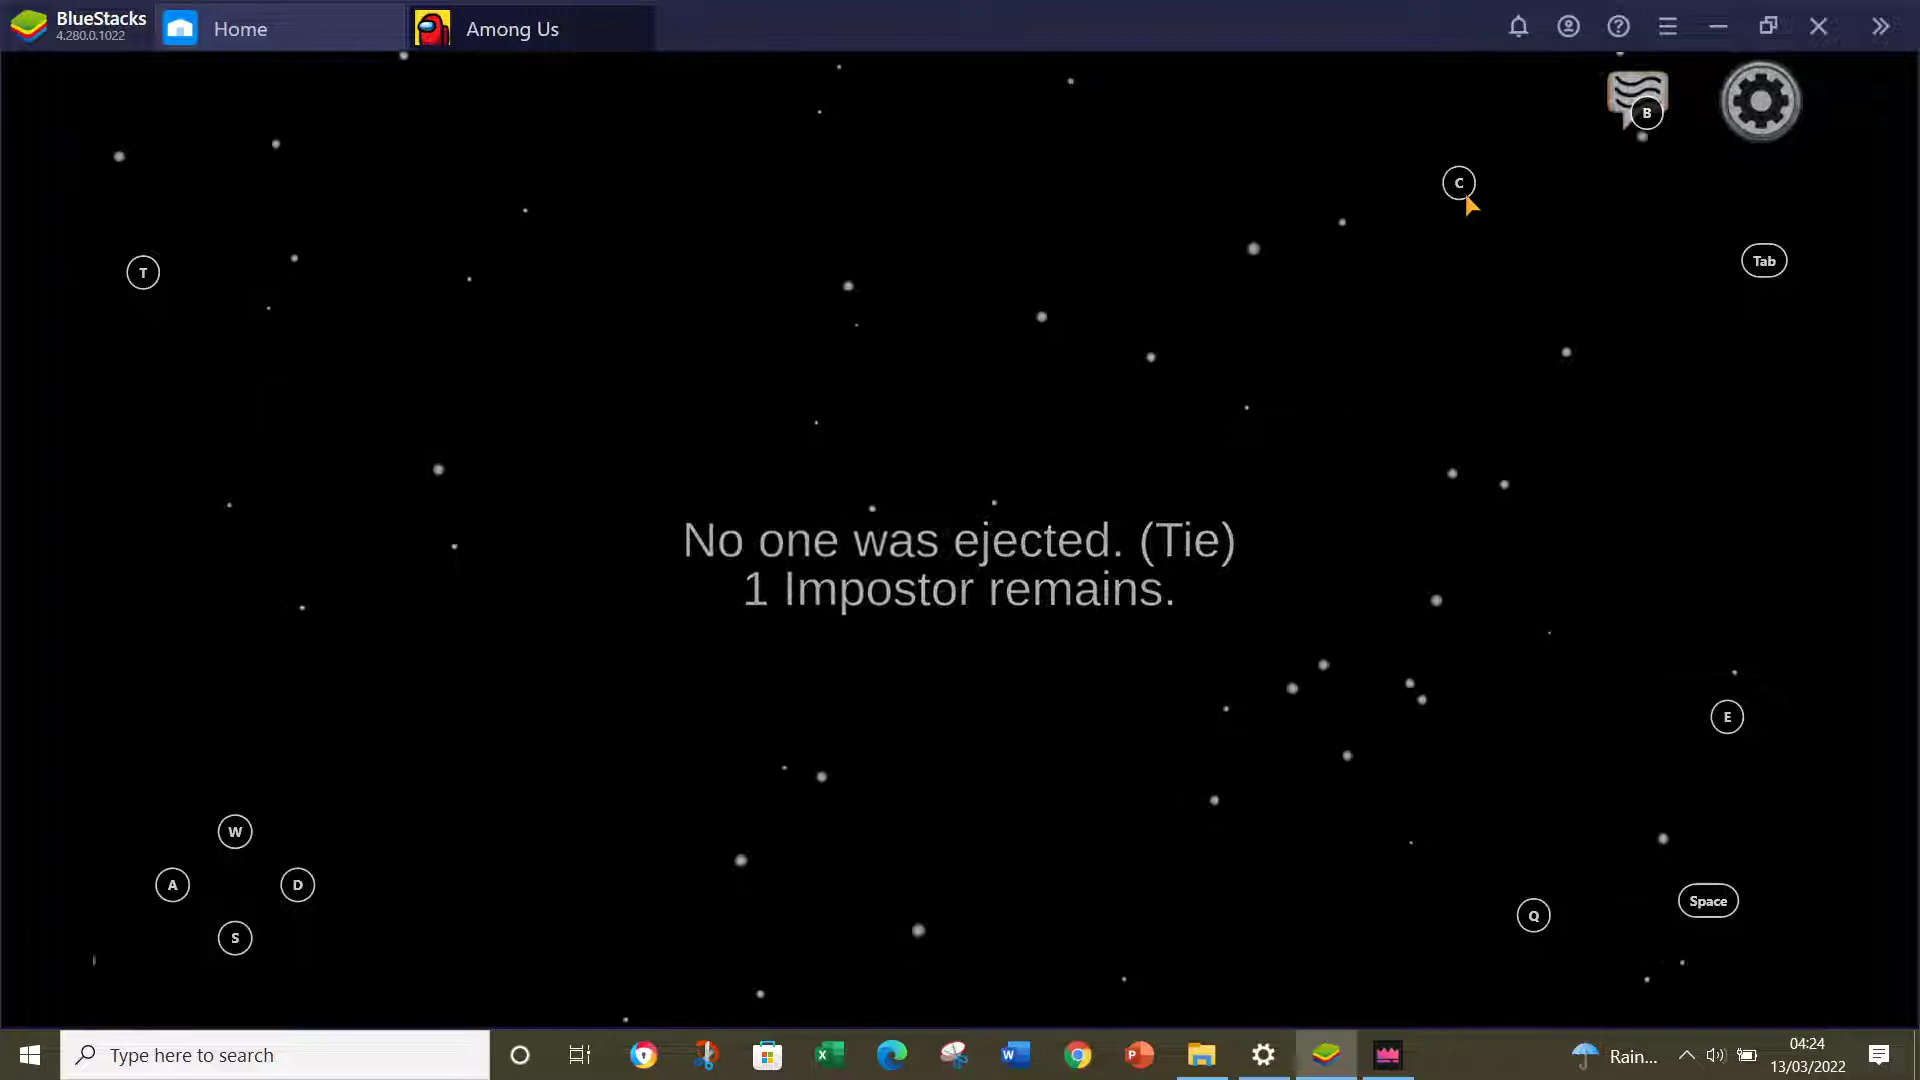 BlueStacks
4.280.0.1022
Home
Among Us
B
C
T
Tab
No one was ejected. (Tie)
1 Impostor remains.
E
W
A
D
S
Q
Space
Type here to search
Rain...
04:24
13/03/2022